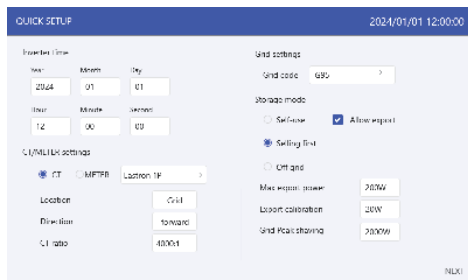 QUICK SETUP
2024/01/01 12:00:00
Inverter Time
Year Month Day
2024 01 01
Hour Minute Second
12 00 00
CT/METER settings
CT METER Eastron 1P >
Location Grid
Direction forward
CT ratio 4000:1
Grid settings
Grid code G95 >
Storage mode
Self-use Allow export
Selling first
Off grid
Max export power 200W
Export calibration 20W
Grid Peak shaving 2000W
NEXT